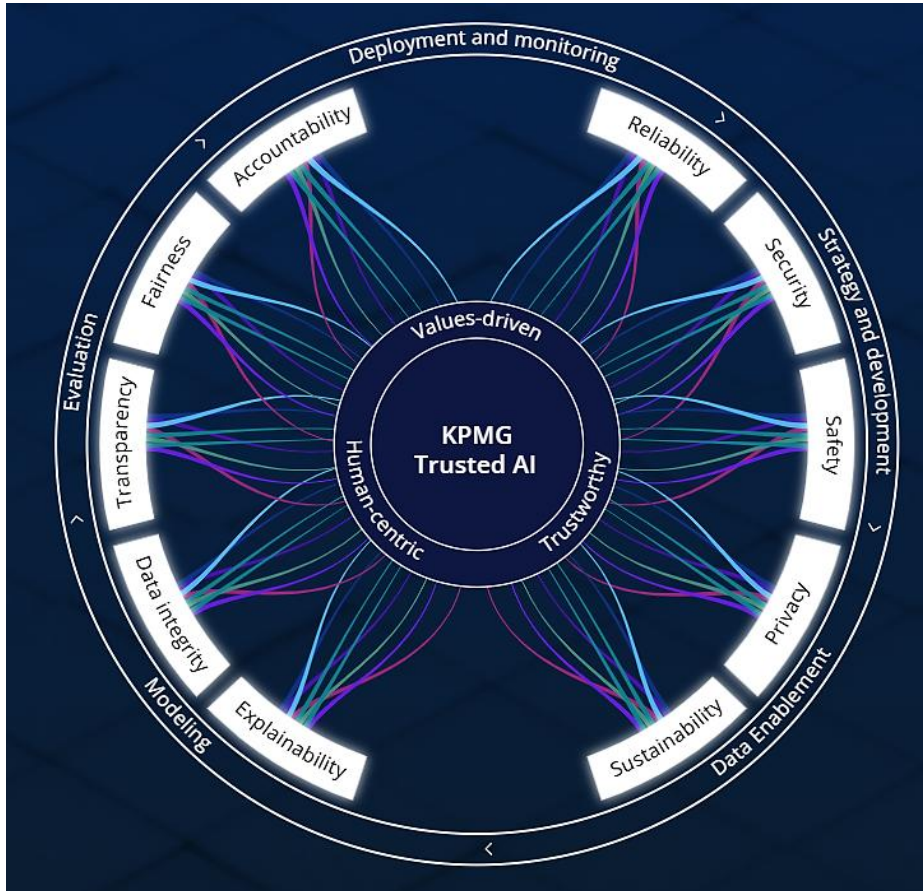 Deployment and monitoring
Strategy and development
Data Enablement
Modeling
Evaluation
Accountability
Fairness
Transparency
Data integrity
Explainability
Reliability
Security
Safety
Privacy
Sustainability
Values-driven
Trustworthy
Human-centric
KPMG
Trusted AI